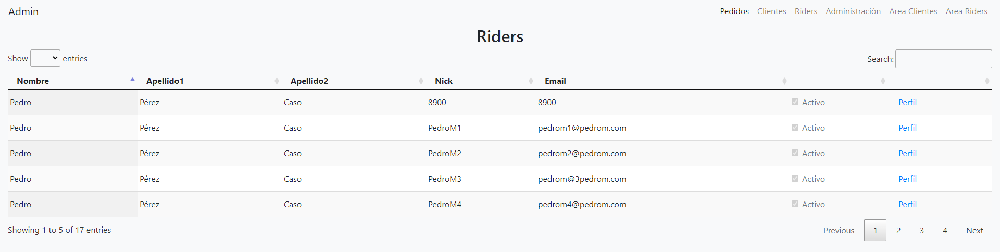 Admin Pedidos Clientes Riders Administración Area Clientes Area Riders
Riders
Show entries Search:
Nombre Apellido1 Apellido2 Nick Email
Pedro Pérez Caso 8900 8900 Activo Perfil
Pedro Pérez Caso PedroM1 pedrom1@pedrom.com Activo Perfil
Pedro Pérez Caso PedroM2 pedrom2@pedrom.com Activo Perfil
Pedro Pérez Caso PedroM3 pedrom@3pedrom.com Activo Perfil
Pedro Pérez Caso PedroM4 pedrom4@pedrom.com Activo Perfil
Showing 1 to 5 of 17 entries Previous 1 2 3 4 Next